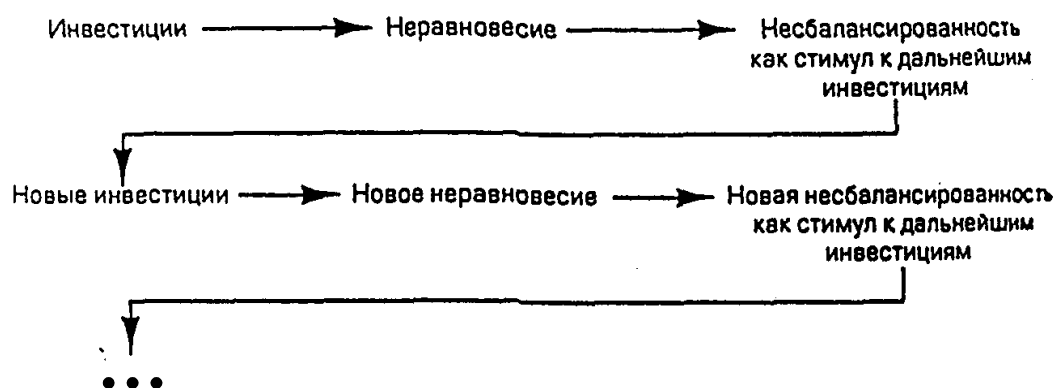 Инвестиции Неравновесие Несбалансированность
как стимул к дальнейшим
инвестициям
Новые инвестиции Новое неравновесие Новая несбалансированность
как стимул к дальнейшим
инвестициям
• • •